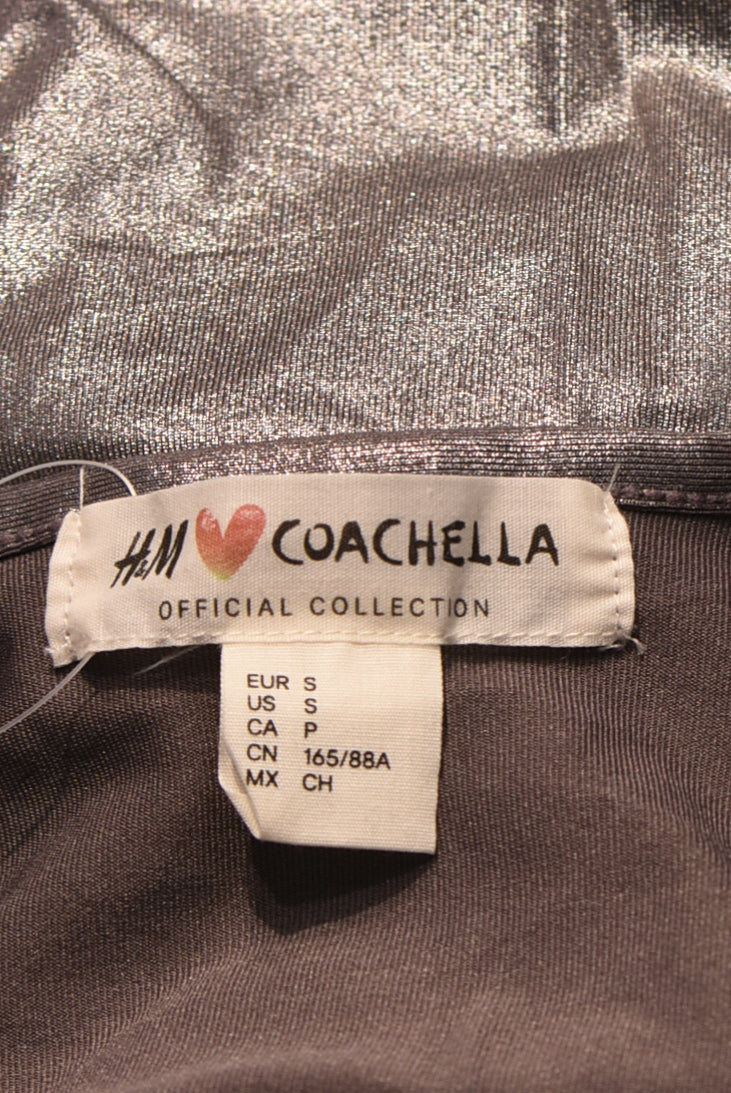 H&M COACHELLA
OFFICIAL COLLECTION
EUR S
US S
CA P
CN 165/88A
MX CH